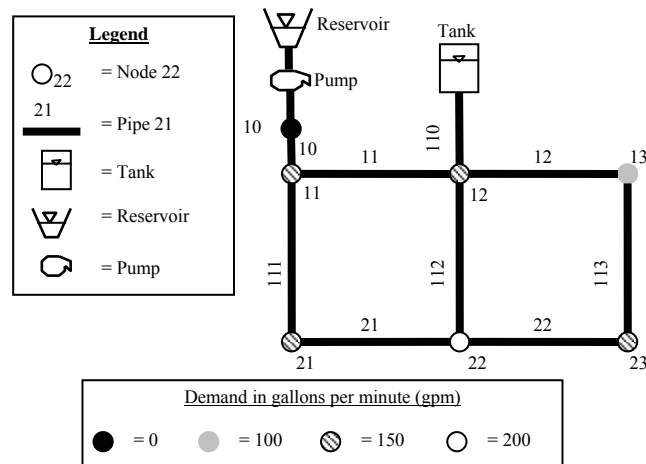 Legend
22 = Node 22
21
= Pipe 21
= Tank
= Reservoir
= Pump
Reservoir
Tank
Pump
10
10
110
11
12
13
11
12
111
112
113
21
22
21
22
23
Demand in gallons per minute (gpm)
= 0 = 100 = 150 = 200